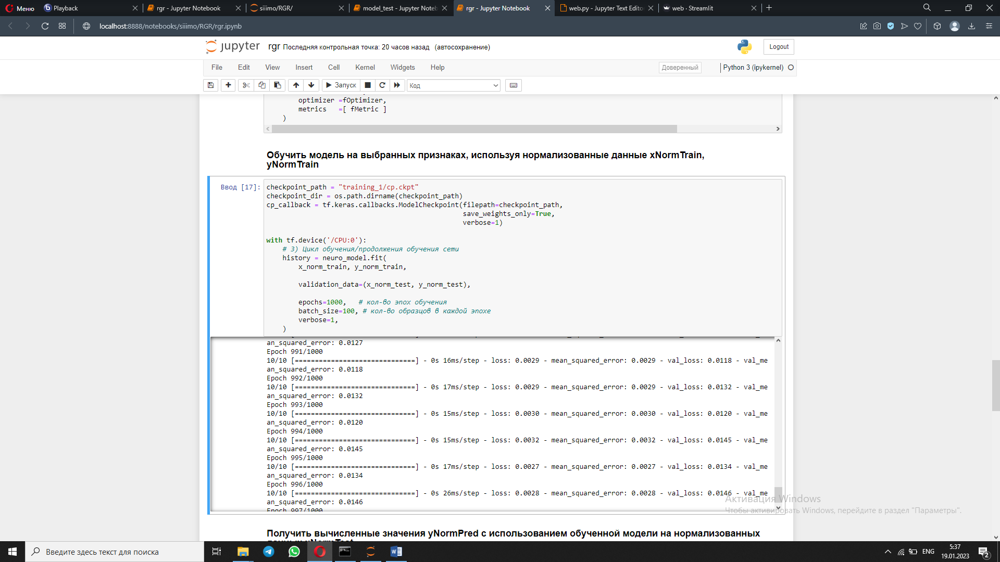 Меню
Playback
rgr - Jupyter Notebook
siiimo/RGR/
model_test - Jupyter Noteb
rgr - Jupyter Notebook
web.py - Jupyter Text Edito
web · Streamlit
localhost:8888/notebooks/siiimo/RGR/rgr.ipynb
jupyter rgr Последняя контрольная точка: 20 часов назад (автосохранение)
Logout
File Edit View Insert Cell Kernel Widgets Help
Доверенный
Python 3 (ipykernel)
Запуск
Код
optimizer =fOptimizer,
metrics   =[ fMetric ]
)
Обучить модель на выбранных признаках, используя нормализованные данные xNormTrain,
yNormTrain
Ввод [17]:
checkpoint_path = "training_1/cp.ckpt"
checkpoint_dir = os.path.dirname(checkpoint_path)
cp_callback = tf.keras.callbacks.ModelCheckpoint(filepath=checkpoint_path,
save_weights_only=True,
verbose=1)
with tf.device('/CPU:0'):
# 3) Цикл обучения/продолжения обучения сети
history = neuro_model.fit(
x_norm_train, y_norm_train,
validation_data=(x_norm_test, y_norm_test),
epochs=1000,   # кол-во эпох обучения
batch_size=100, # кол-во образцов в каждой эпохе
verbose=1,
)
an_squared_error: 0.0127
Epoch 991/1000
10/10 [==============================] - 0s 16ms/step - loss: 0.0029 - mean_squared_error: 0.0029 - val_loss: 0.0118 - val_me
an_squared_error: 0.0118
Epoch 992/1000
10/10 [==============================] - 0s 17ms/step - loss: 0.0029 - mean_squared_error: 0.0029 - val_loss: 0.0132 - val_me
an_squared_error: 0.0132
Epoch 993/1000
10/10 [==============================] - 0s 15ms/step - loss: 0.0030 - mean_squared_error: 0.0030 - val_loss: 0.0120 - val_me
an_squared_error: 0.0120
Epoch 994/1000
10/10 [==============================] - 0s 15ms/step - loss: 0.0032 - mean_squared_error: 0.0032 - val_loss: 0.0145 - val_me
an_squared_error: 0.0145
Epoch 995/1000
10/10 [==============================] - 0s 17ms/step - loss: 0.0027 - mean_squared_error: 0.0027 - val_loss: 0.0134 - val_me
an_squared_error: 0.0134
Epoch 996/1000
10/10 [==============================] - 0s 26ms/step - loss: 0.0028 - mean_squared_error: 0.0028 - val_loss: 0.0146 - val_me
an_squared_error: 0.0146
Epoch 997/1000
Активация Windows
Чтобы активировать Windows, перейдите в раздел "Параметры".
Получить вычисленные значения yNormPred с использованием обученной модели на нормализованных
Введите здесь текст для поиска
ENG
5:37
19.01.2023
2